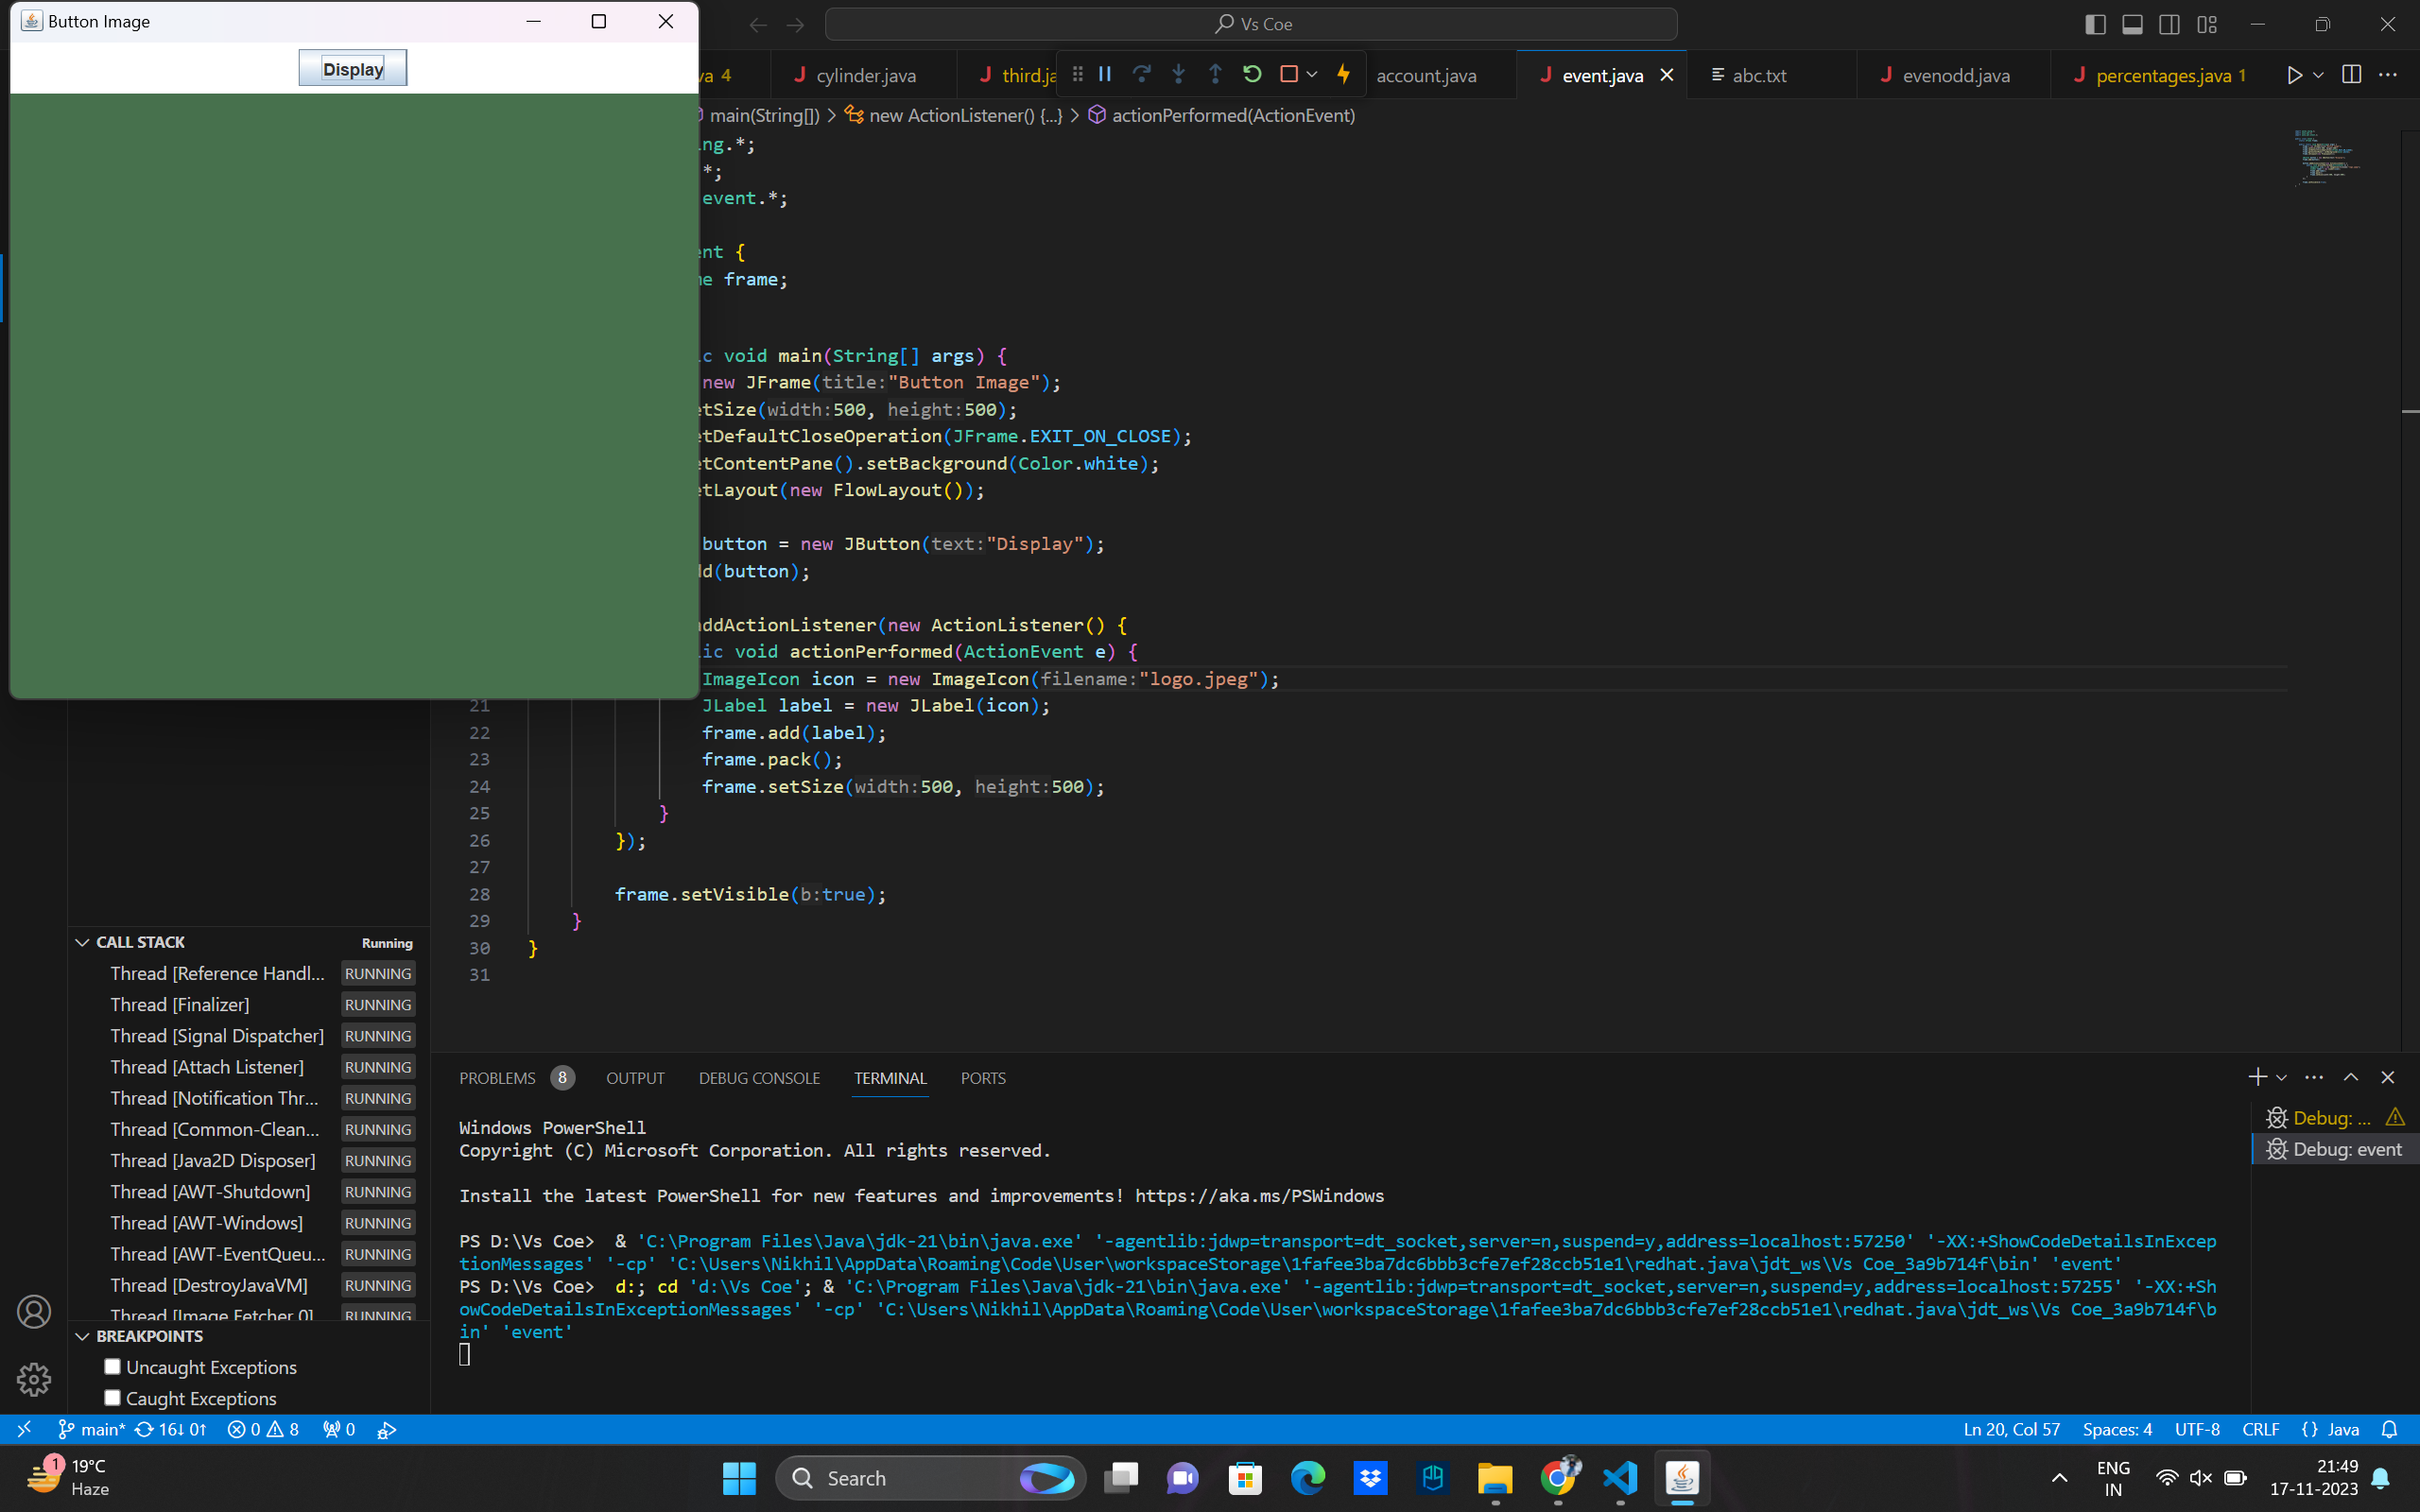 Button Image
Vs Coe
Display
va 4
cylinder.java
third.ja
account.java
event.java
abc.txt
evenodd.java
percentages.java 1
main(String[]) > new ActionListener() {...} > actionPerformed(ActionEvent)
ng.*;
*;
event.*;
nt {
e frame;
c void main(String[] args) {
new JFrame(title:"Button Image");
etSize(width:500, height:500);
etDefaultCloseOperation(JFrame.EXIT_ON_CLOSE);
etContentPane().setBackground(Color.white);
etLayout(new FlowLayout());
button = new JButton(text:"Display");
dd(button);
addActionListener(new ActionListener() {
lic void actionPerformed(ActionEvent e) {
ImageIcon icon = new ImageIcon(filename:"logo.jpeg");
21 JLabel label = new JLabel(icon);
22 frame.add(label);
23 frame.pack();
24 frame.setSize(width:500, height:500);
25 }
26 });
27
28 frame.setVisible(b:true);
29 }
30 }
31
CALL STACK Running
Thread [Reference Handl... RUNNING
Thread [Finalizer] RUNNING
Thread [Signal Dispatcher] RUNNING
Thread [Attach Listener] RUNNING
Thread [Notification Thr... RUNNING
Thread [Common-Clean... RUNNING
Thread [Java2D Disposer] RUNNING
Thread [AWT-Shutdown] RUNNING
Thread [AWT-Windows] RUNNING
Thread [AWT-EventQueu... RUNNING
Thread [DestroyJavaVM] RUNNING
Thread [Image Fetcher 0] RUNNING
BREAKPOINTS
Uncaught Exceptions
Caught Exceptions
PROBLEMS 8 OUTPUT DEBUG CONSOLE TERMINAL PORTS
Windows PowerShell
Copyright (C) Microsoft Corporation. All rights reserved.
Install the latest PowerShell for new features and improvements! https://aka.ms/PSWindows
PS D:\Vs Coe> & 'C:\Program Files\Java\jdk-21\bin\java.exe' '-agentlib:jdwp=transport=dt_socket,server=n,suspend=y,address=localhost:57250' '-XX:+ShowCodeDetailsInExcep
tionMessages' '-cp' 'C:\Users\Nikhil\AppData\Roaming\Code\User\workspaceStorage\1fafee3ba7dc6bbb3cfe7ef28ccb51e1\redhat.java\jdt_ws\Vs Coe_3a9b714f\bin' 'event'
PS D:\Vs Coe> d:; cd 'd:\Vs Coe'; & 'C:\Program Files\Java\jdk-21\bin\java.exe' '-agentlib:jdwp=transport=dt_socket,server=n,suspend=y,address=localhost:57255' '-XX:+Sh
owCodeDetailsInExceptionMessages' '-cp' 'C:\Users\Nikhil\AppData\Roaming\Code\User\workspaceStorage\1fafee3ba7dc6bbb3cfe7ef28ccb51e1\redhat.java\jdt_ws\Vs Coe_3a9b714f\b
in' 'event'
Debug: ...
Debug: event
main* 16↓ 0↑ 0 8 0
Ln 20, Col 57 Spaces: 4 UTF-8 CRLF {} Java
1
19°C
Haze
Search
ENG
IN
21:49
17-11-2023